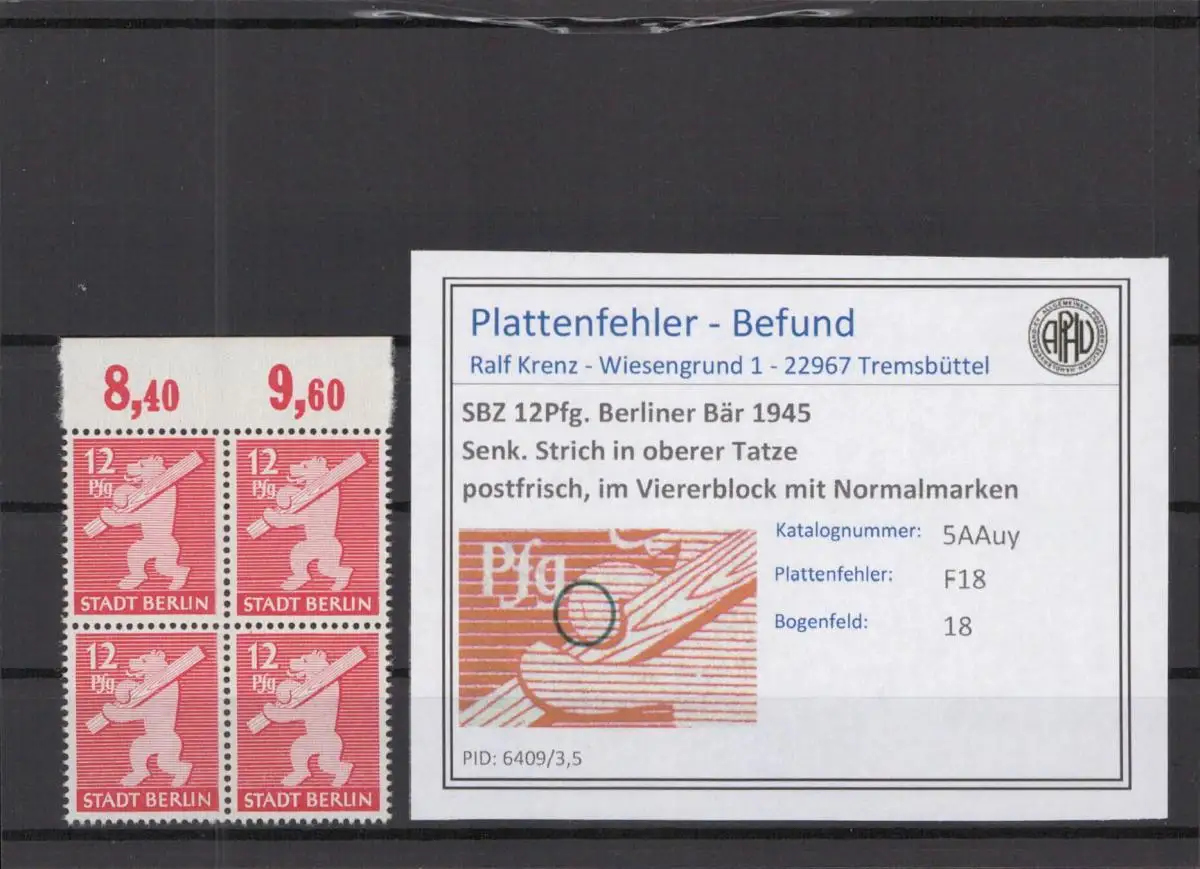 8,40 9,60
12 Pfg
STADT BERLIN
12 Pfg
STADT BERLIN
12 Pfg
STADT BERLIN
12 Pfg
STADT BERLIN
Plattenfehler - Befund
Ralf Krenz - Wiesengrund 1 - 22967 Tremsbüttel
APHV
SBZ 12Pfg. Berliner Bär 1945
Senk. Strich in oberer Tatze
postfrisch, im Viererblock mit Normalmarken
Pfg
Katalognummer: 5AAuy
Plattenfehler: F18
Bogenfeld: 18
PID: 6409/3,5